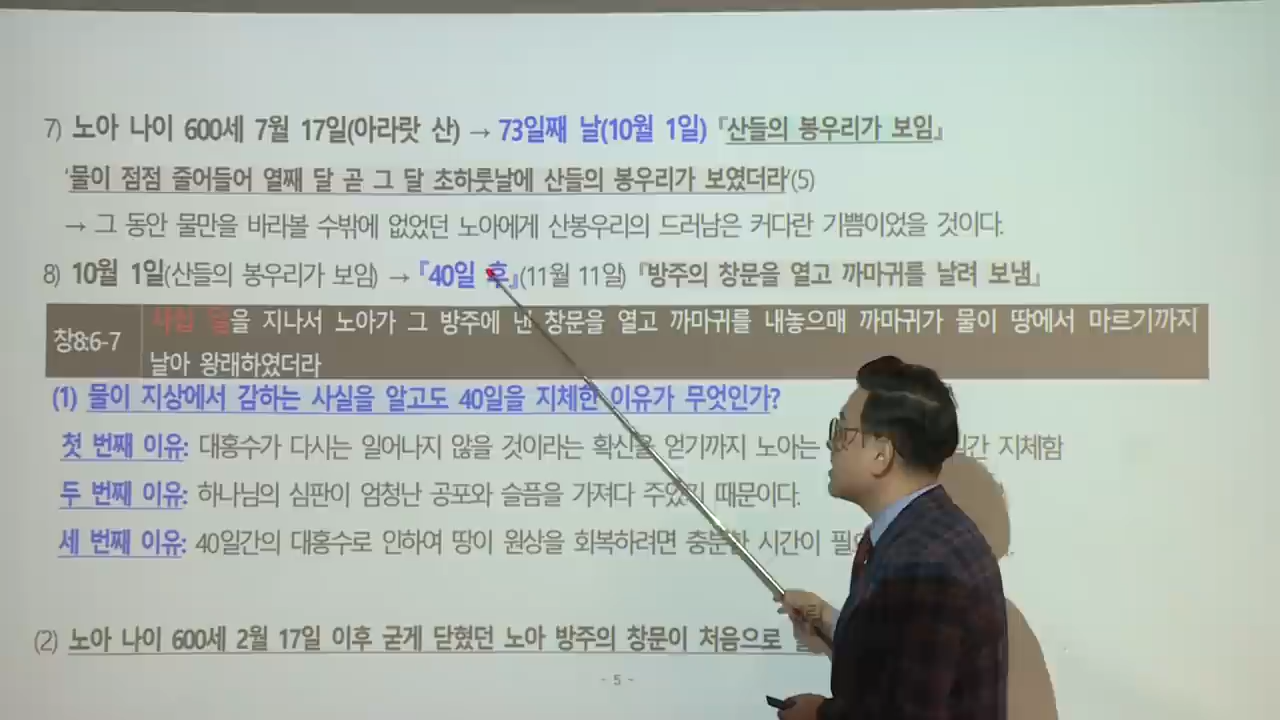 7) 노아 나이 600세 7월 17일(아라랏 산) → 73일째 날(10월 1일) 『산들의 봉우리가 보임』
‘물이 점점 줄어들어 열째 달 곧 그 달 초하룻날에 산들의 봉우리가 보였더라’(5)
→ 그 동안 물만을 바라볼 수밖에 없었던 노아에게 산봉우리의 드러남은 커다란 기쁨이었을 것이다.
8) 10월 1일(산들의 봉우리가 보임) → 『40일 후』(11월 11일) 『방주의 창문을 열고 까마귀를 날려 보냄』
창8:6-7
사십 일을 지나서 노아가 그 방주에 낸 창문을 열고 까마귀를 내놓으매 까마귀가 물이 땅에서 마르기까지
날아 왕래하였더라
(1) 물이 지상에서 감하는 사실을 알고도 40일을 지체한 이유가 무엇인가?
첫 번째 이유: 대홍수가 다시는 일어나지 않을 것이라는 확신을 얻기까지 노아는 지체함
두 번째 이유: 하나님의 심판이 엄청난 공포와 슬픔을 가져다 주었기 때문이다.
세 번째 이유: 40일간의 대홍수로 인하여 땅이 원상을 회복하려면 충분한 시간이
(2) 노아 나이 600세 2월 17일 이후 굳게 닫혔던 노아 방주의 창문이 처음으로
- 5 -